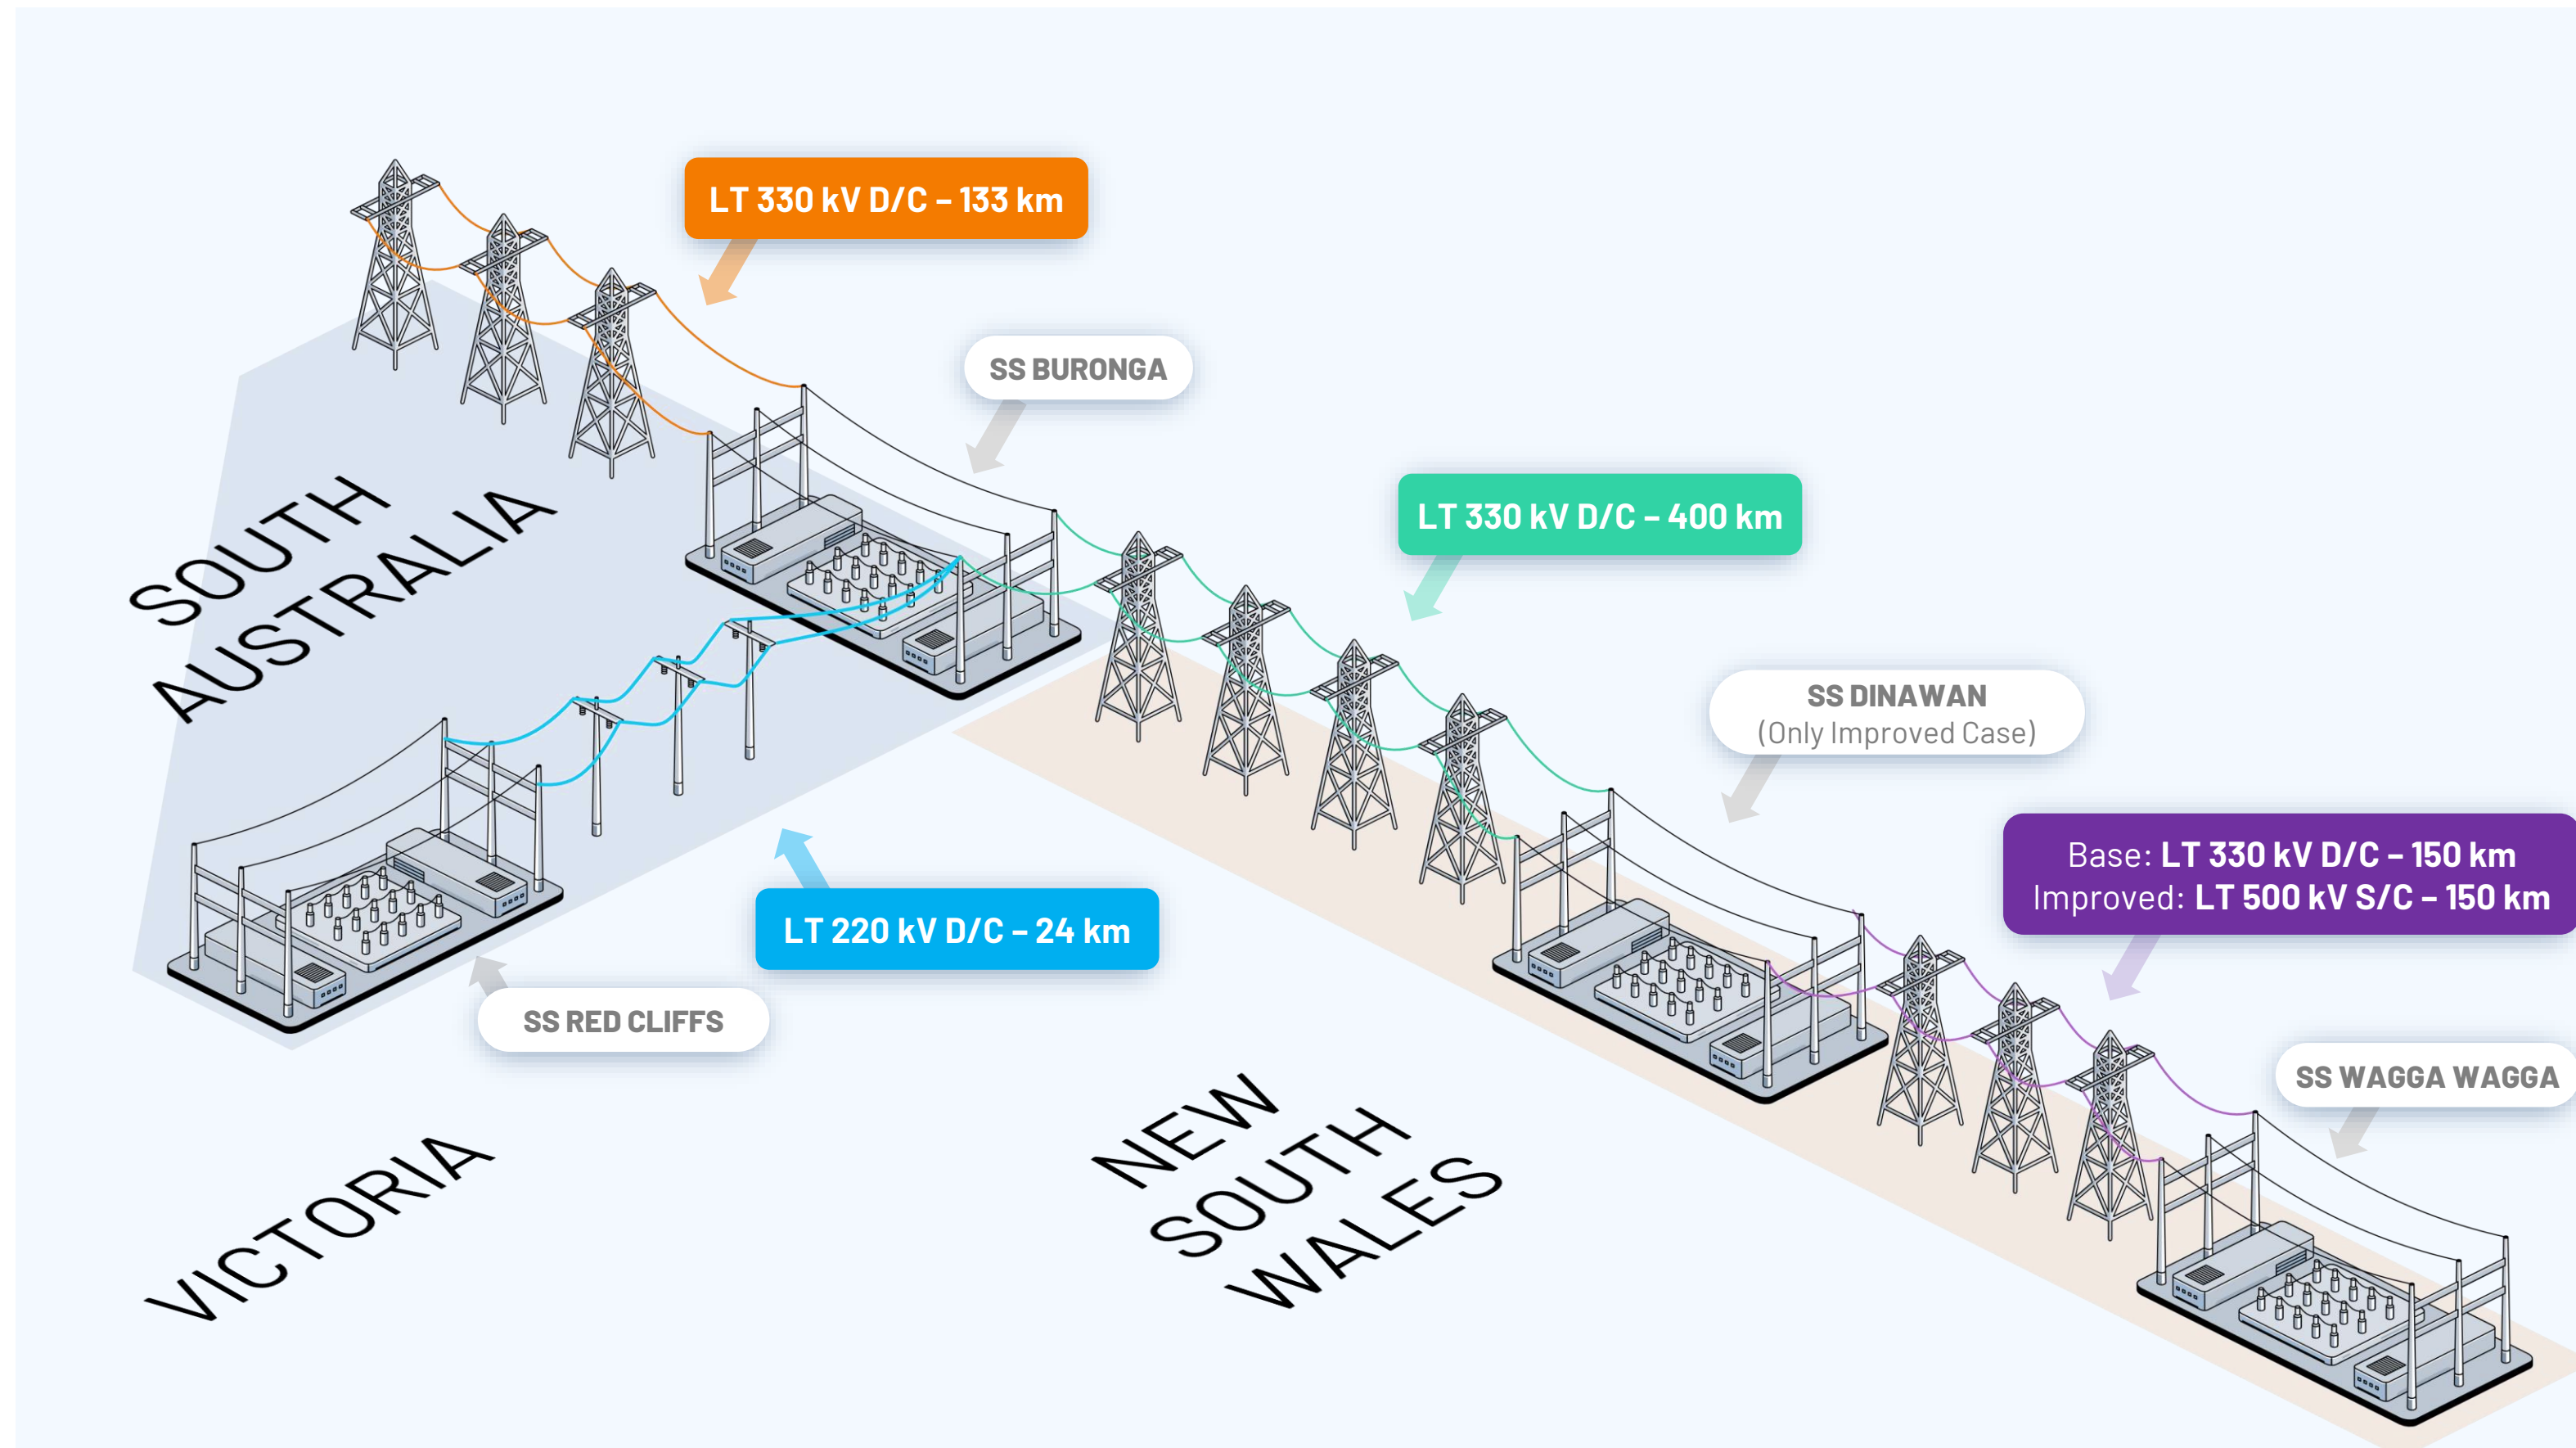 LT 330 kV D/C – 133 km
SS BURONGA
SOUTH
AUSTRALIA
LT 330 kV D/C – 400 km
SS DINAWAN
(Only Improved Case)
Base: LT 330 kV D/C – 150 km
Improved: LT 500 kV S/C – 150 km
LT 220 kV D/C – 24 km
SS RED CLIFFS
SS WAGGA WAGGA
VICTORIA
NEW
SOUTH
WALES